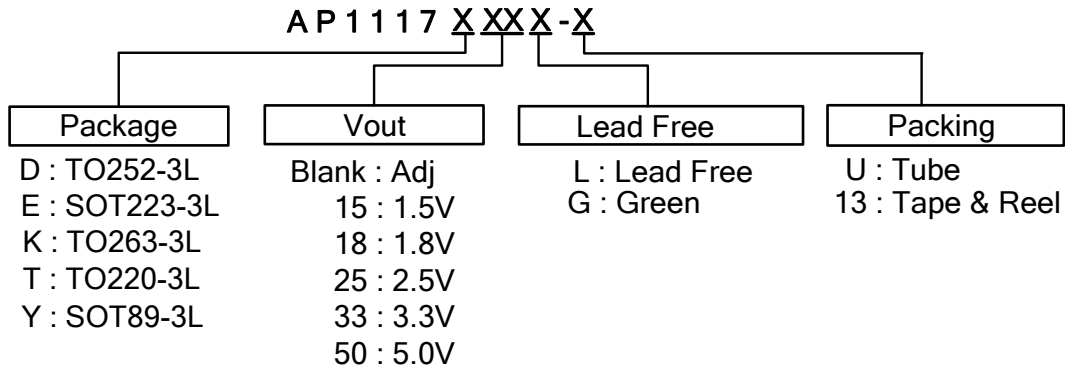 AP1117 X XX X - X
Package
D : TO252-3L
E : SOT223-3L
K : TO263-3L
T : TO220-3L
Y : SOT89-3L
Vout
Blank : Adj
15 : 1.5V
18 : 1.8V
25 : 2.5V
33 : 3.3V
50 : 5.0V
Lead Free
L : Lead Free
G : Green
Packing
U : Tube
13 : Tape & Reel